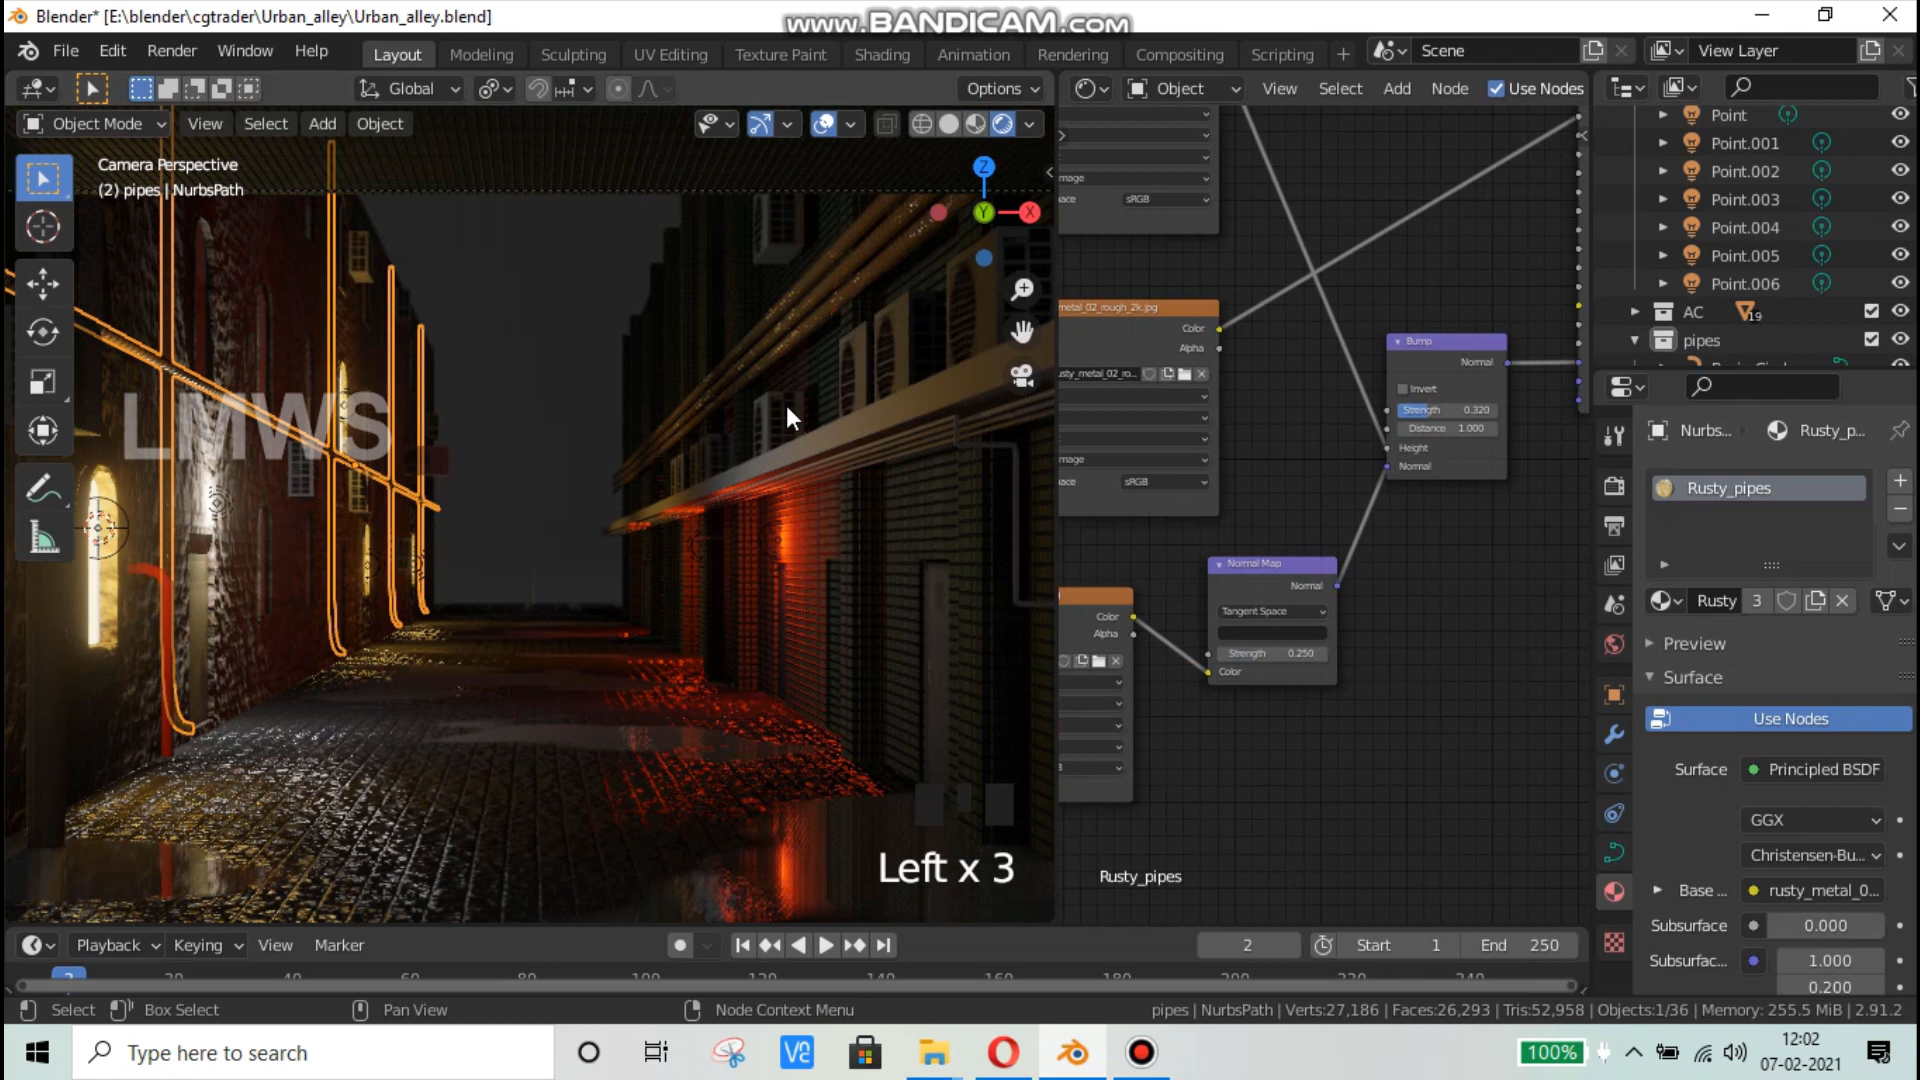 Blender* [E:\blender\cgtrader\Urban_alley\Urban_alley.blend]
www.BANDICAM.com
File Edit Render Window Help
Layout Modeling Sculpting UV Editing Texture Paint Shading Animation Rendering Compositing Scripting +
Scene
View Layer
Global
Options
Object
View Select Add Node
Use Nodes
Object Mode View Select Add Object
Camera Perspective
(2) pipes | NurbsPath
Z
Y
X
LMWS
Left x 3
mage
sRGB
metal_02_rough_2k.jpg
Color
Alpha
usty_metal_02_ro...
mage
sRGB
Color
Alpha
Bump
Normal
Invert
Strength 0.320
Distance 1.000
Height
Normal
Normal Map
Normal
Tangent Space
Strength 0.250
Color
Rusty_pipes
Point
Point.001
Point.002
Point.003
Point.004
Point.005
Point.006
AC 19
pipes
Nurbs...
Rusty_p...
Rusty_pipes
Rusty 3
Preview
Surface
Use Nodes
Surface Principled BSDF
GGX
Christensen-Bu...
Base ... rusty_metal_0...
Subsurface 0.000
Subsurfac... 1.000
0.200
Playback Keying View Marker
2
Start 1
End 250
Select Box Select Pan View Node Context Menu
pipes | NurbsPath | Verts:27,186 | Faces:26,293 | Tris:52,958 | Objects:1/36 | Memory: 255.5 MiB | 2.91.2
Type here to search
100%
12:02
07-02-2021